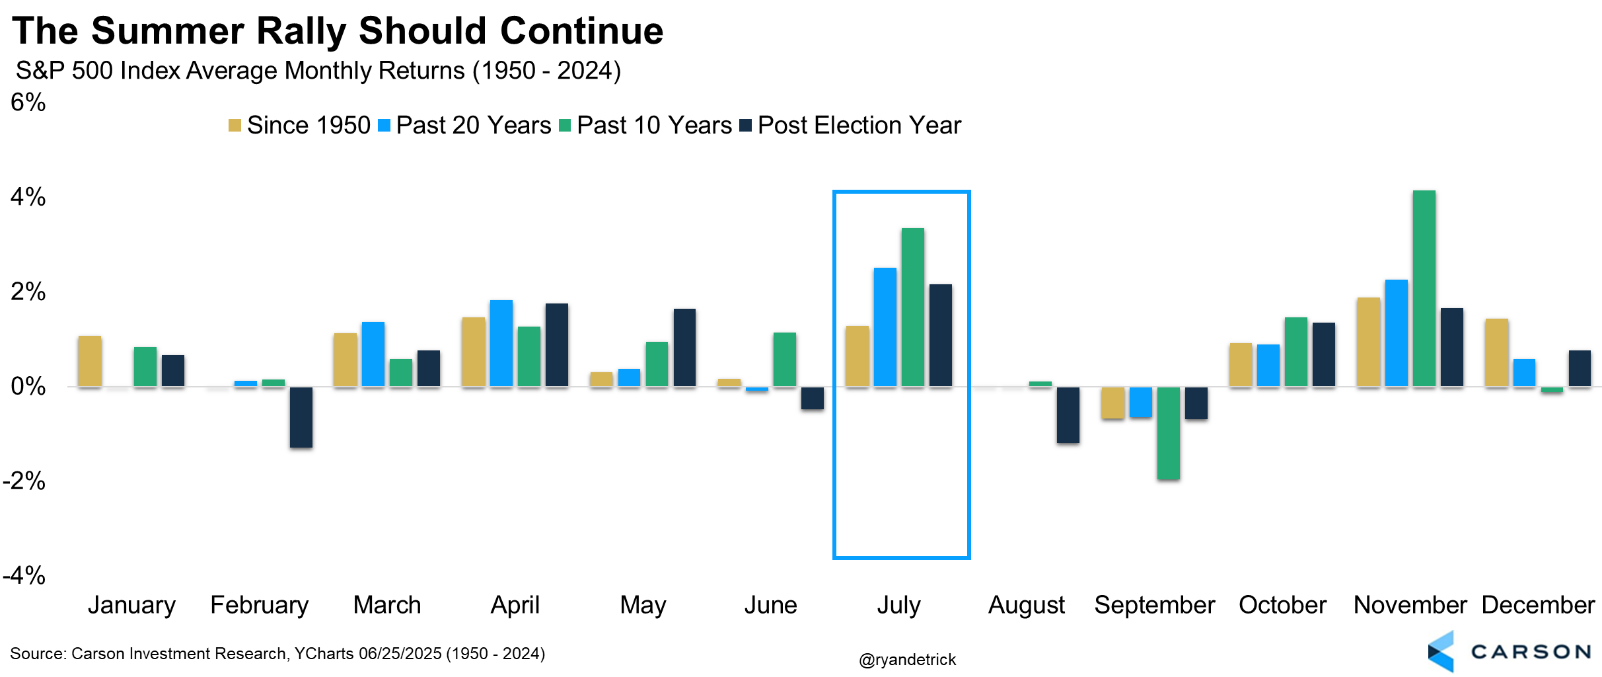 The Summer Rally Should Continue
S&P 500 Index Average Monthly Returns (1950 - 2024)
6%
Since 1950 Past 20 Years Past 10 Years Post Election Year
4%
2%
0%
-2%
-4%
January February March April May June July August September October November December
Source: Carson Investment Research, YCharts 06/25/2025 (1950 - 2024)
@ryandetrick
CARSON